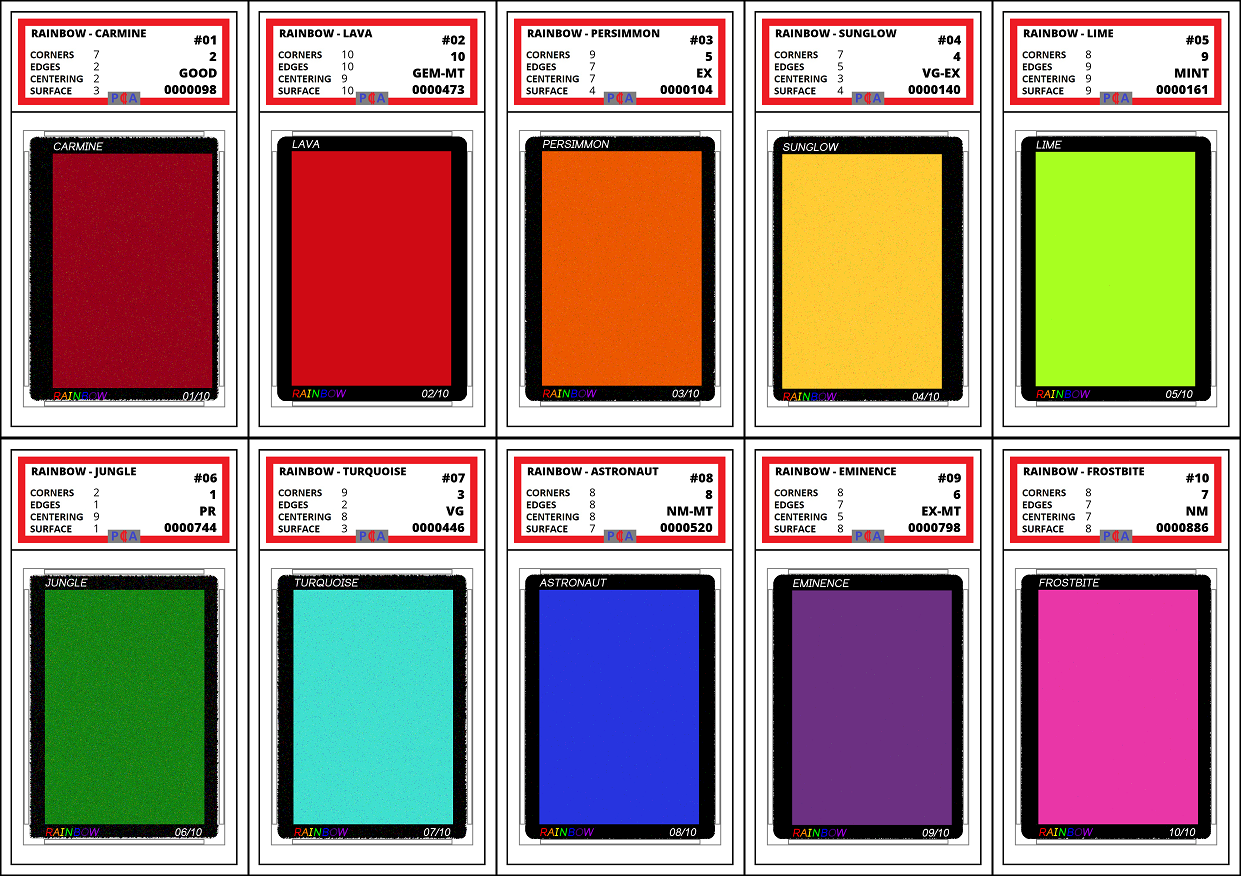 RAINBOW - CARMINE
#01
CORNERS 7
2
EDGES 2
GOOD
CENTERING 2
SURFACE 3
0000098
PCA
CARMINE
RAINBOW 01/10
RAINBOW - LAVA
#02
CORNERS 10
10
EDGES 10
GEM-MT
CENTERING 9
SURFACE 10
0000473
PCA
LAVA
RAINBOW 02/10
RAINBOW - PERSIMMON
#03
CORNERS 9
5
EDGES 7
EX
CENTERING 7
SURFACE 4
0000104
PCA
PERSIMMON
RAINBOW 03/10
RAINBOW - SUNGLOW
#04
CORNERS 7
4
EDGES 5
VG-EX
CENTERING 3
SURFACE 4
0000140
PCA
SUNGLOW
RAINBOW 04/10
RAINBOW - LIME
#05
CORNERS 8
9
EDGES 9
MINT
CENTERING 9
SURFACE 9
0000161
PCA
LIME
RAINBOW 05/10
RAINBOW - JUNGLE
#06
CORNERS 2
1
EDGES 1
PR
CENTERING 9
SURFACE 1
0000744
PCA
JUNGLE
RAINBOW 06/10
RAINBOW - TURQUOISE
#07
CORNERS 9
3
EDGES 2
VG
CENTERING 8
SURFACE 3
0000446
PCA
TURQUOISE
RAINBOW 07/10
RAINBOW - ASTRONAUT
#08
CORNERS 8
8
EDGES 8
NM-MT
CENTERING 8
SURFACE 7
0000520
PCA
ASTRONAUT
RAINBOW 08/10
RAINBOW - EMINENCE
#09
CORNERS 8
6
EDGES 7
EX-MT
CENTERING 5
SURFACE 8
0000798
PCA
EMINENCE
RAINBOW 09/10
RAINBOW - FROSTBITE
#10
CORNERS 8
7
EDGES 7
NM
CENTERING 7
SURFACE 8
0000886
PCA
FROSTBITE
RAINBOW 10/10